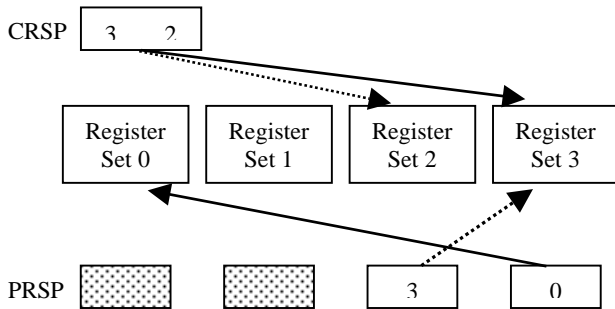 CRSP 3 2
Register Register Register Register
Set 0 Set 1 Set 2 Set 3
PRSP 3 0